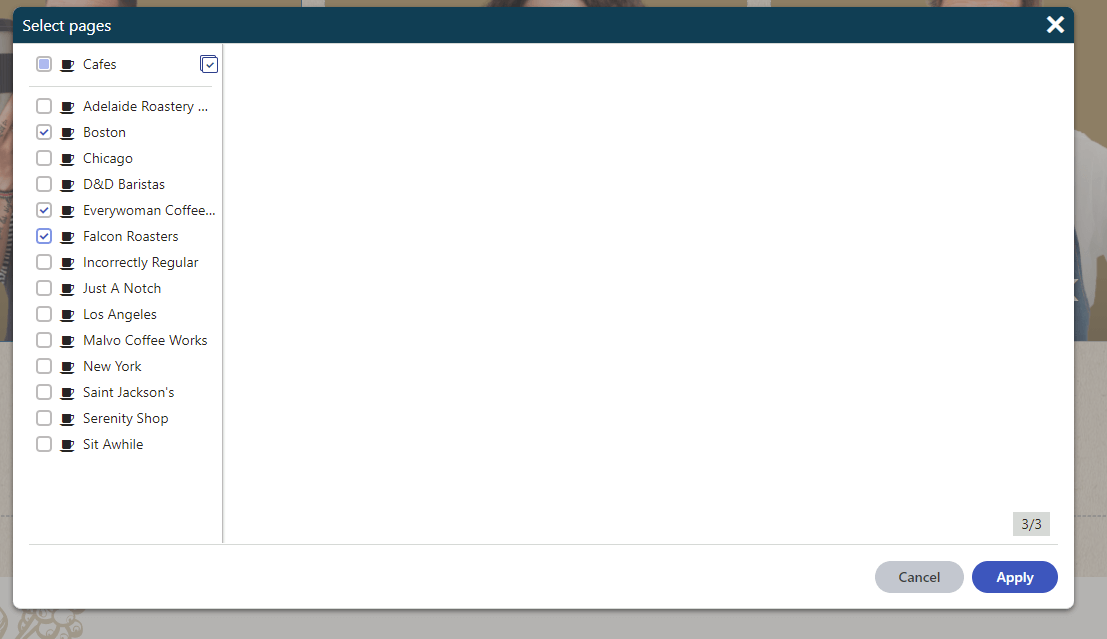 Select pages
Cafes
Adelaide Roastery ...
Boston
Chicago
D&D Baristas
Everywoman Coffee...
Falcon Roasters
Incorrectly Regular
Just A Notch
Los Angeles
Malvo Coffee Works
New York
Saint Jackson's
Serenity Shop
Sit Awhile
3/3
Cancel
Apply